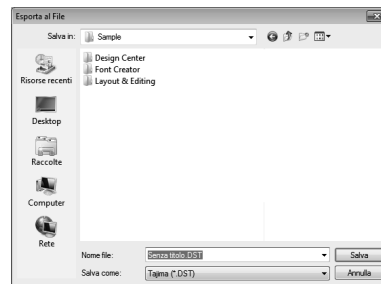 Esporta al File
Salva in: Sample
Design Center
Font Creator
Layout & Editing
Risorse recenti
Desktop
Raccolte
Computer
Rete
Nome file: Senza titolo.DST Salva
Salva come: Tajima (*.DST) Annulla